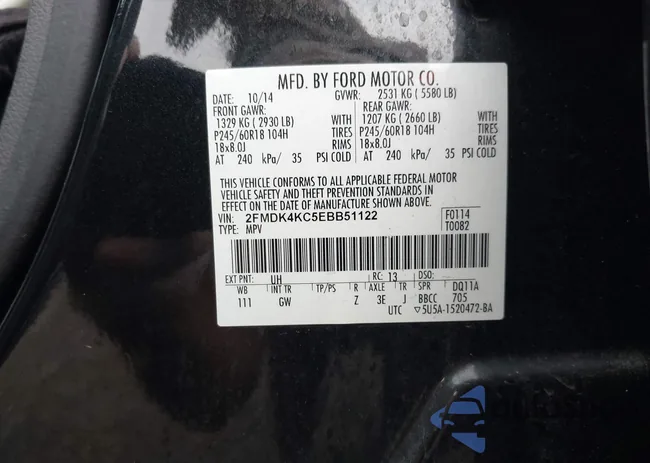 MFD. BY FORD MOTOR CO.
DATE: 10/14 GVWR: 2531 KG ( 5580 LB)
FRONT GAWR: REAR GAWR:
1329 KG ( 2930 LB) WITH 1207 KG ( 2660 LB) WITH
P245/60R18 104H TIRES P245/60R18 104H TIRES
18x8.0J RIMS 18x8.0J RIMS
AT 240 kPa/ 35 PSI COLD AT 240 kPa/ 35 PSI COLD
THIS VEHICLE CONFORMS TO ALL APPLICABLE FEDERAL MOTOR
VEHICLE SAFETY AND THEFT PREVENTION STANDARDS IN
EFFECT ON THE DATE OF MANUFACTURE SHOWN ABOVE.
VIN: 2FMDK4KC5EBB51122 F0114
TYPE: MPV T0082
EXT PNT: UH RC: 13 DSO:
WB INT TR TP/PS R AXLE TR SPR DQ11A
111 GW Z 3E J BBCC 705
UTC ▽5U5A-1520472-BA